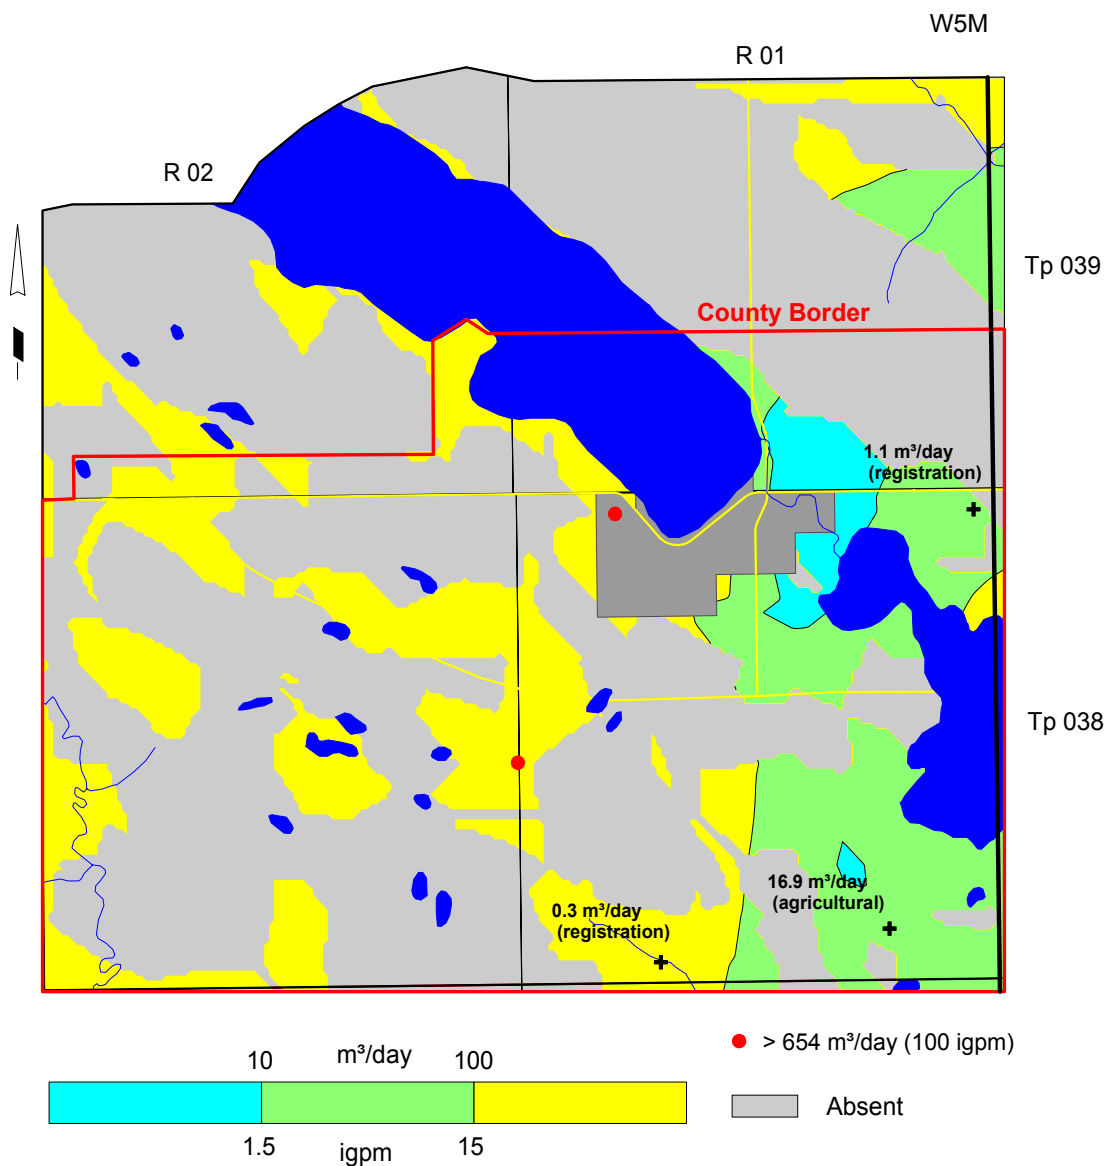 W5M
R 01
R 02
Tp 039
County Border
1.1 m³/day
(registration)
Tp 038
16.9 m³/day
(agricultural)
0.3 m³/day
(registration)
10 m³/day 100
> 654 m³/day (100 igpm)
Absent
1.5 igpm 15